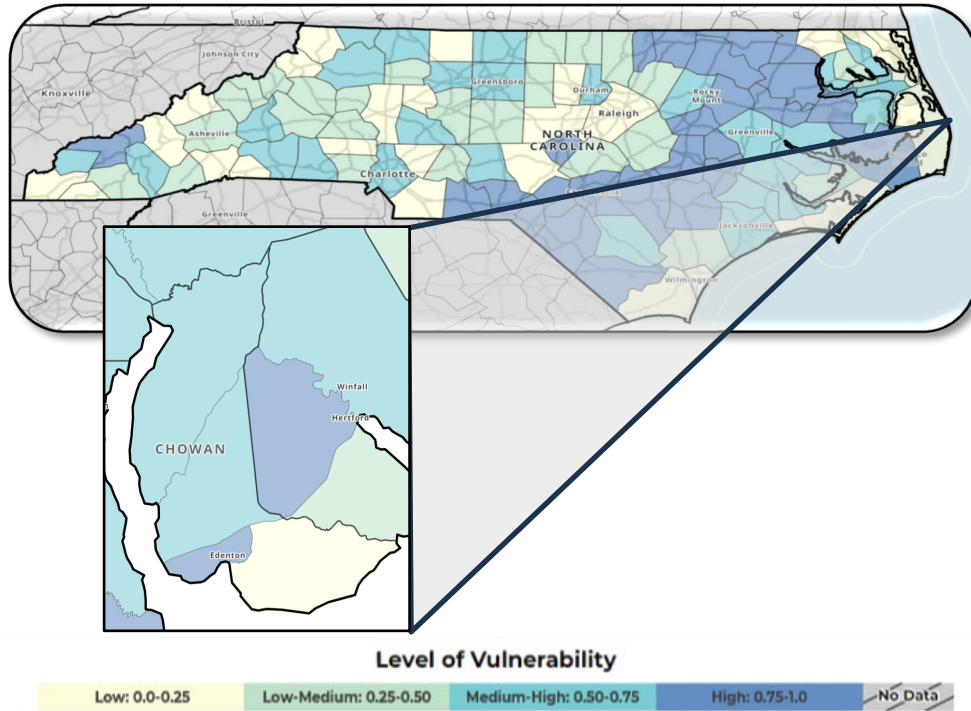 Bristol
Johnson City
Knoxville
Greensboro
Durham
Rocky
Mount
Raleigh
Asheville
NORTH
CAROLINA
Greenville
Charlotte
Greenville
Jacksonville
Wilmington
Winfall
Hertford
CHOWAN
Edenton
Level of Vulnerability
Low: 0.0-0.25
Low-Medium: 0.25-0.50
Medium-High: 0.50-0.75
High: 0.75-1.0
No Data